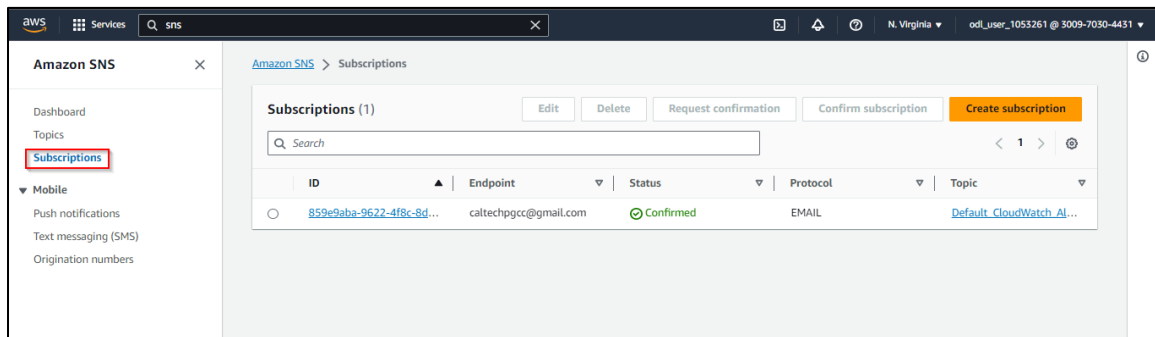 aws Services sns N. Virginia odl_user_1053261 @ 3009-7030-4431
Amazon SNS
Dashboard
Topics
Subscriptions
Mobile
Push notifications
Text messaging (SMS)
Origination numbers
Amazon SNS > Subscriptions
Subscriptions (1) Edit Delete Request confirmation Confirm subscription Create subscription
Search 1
ID Endpoint Status Protocol Topic
859e9aba-9622-4f8c-8d... caltechpgcc@gmail.com Confirmed EMAIL Default_CloudWatch_Al...